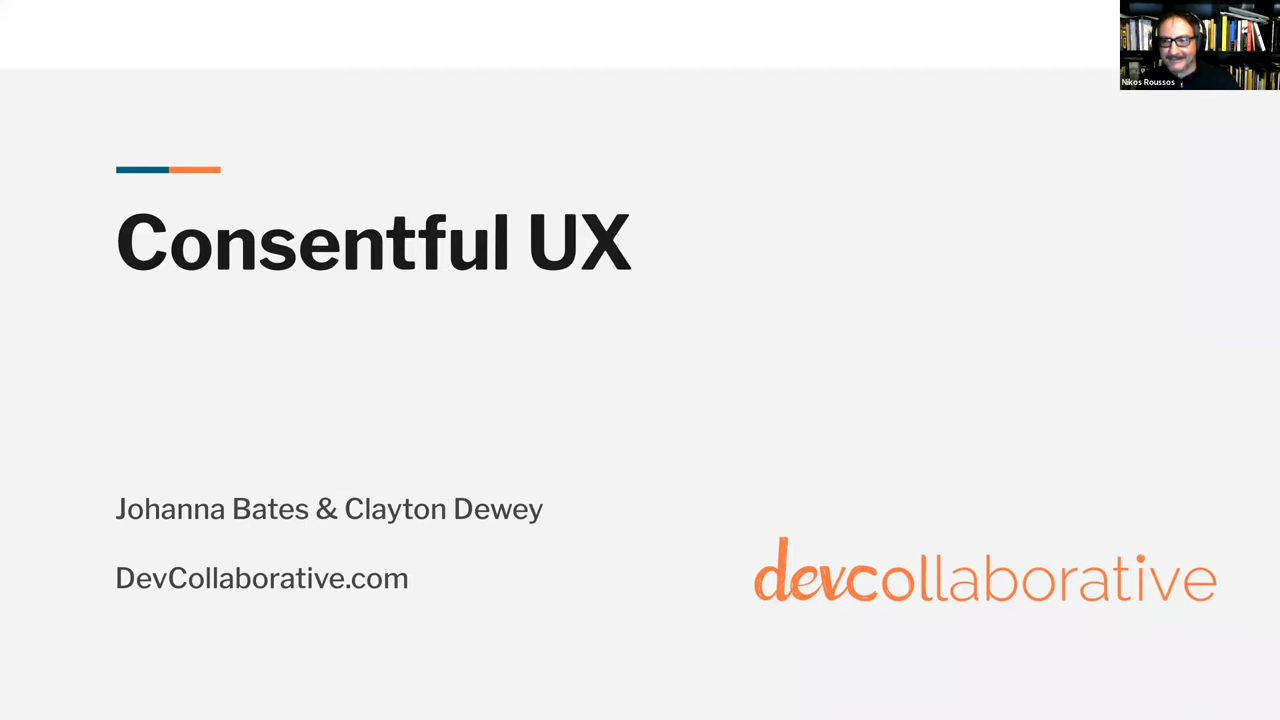 Nikos Roussos
Consentful UX
Johanna Bates & Clayton Dewey
DevCollaborative.com
devcollaborative